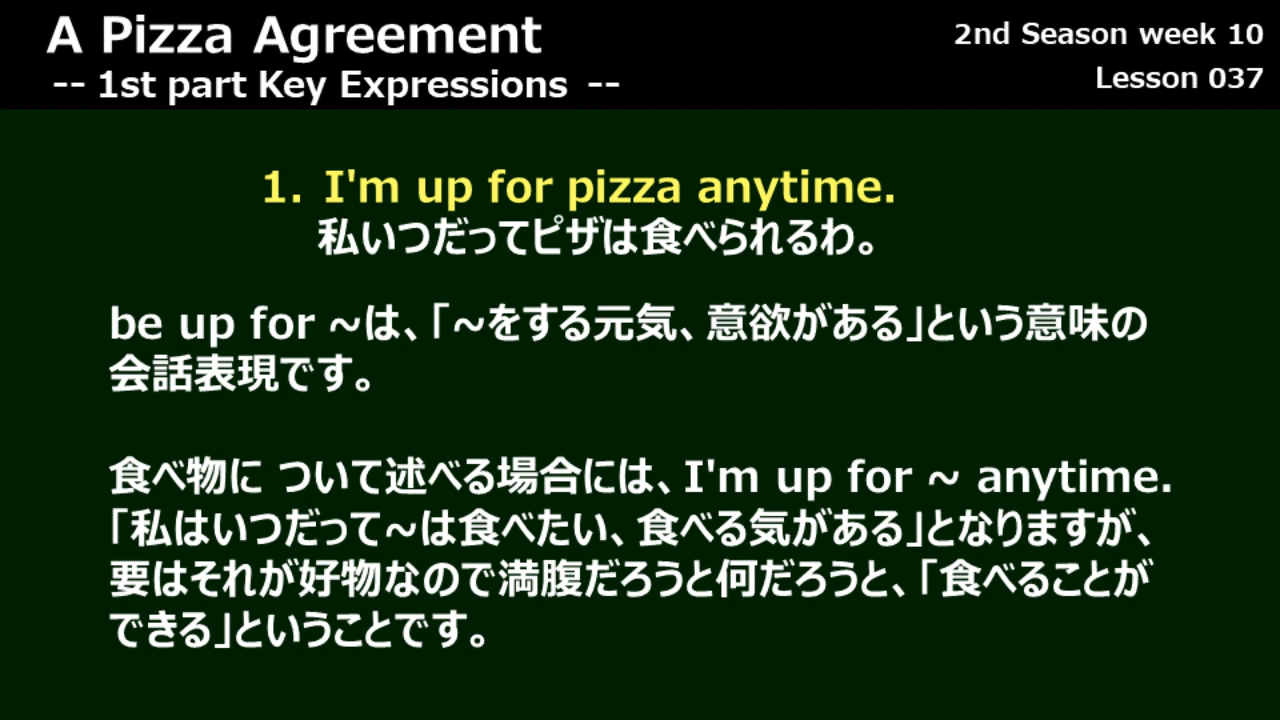 A Pizza Agreement
2nd Season week 10
-- 1st part Key Expressions --
Lesson 037
1. I'm up for pizza anytime.
私いつだってピザは食べられるわ。
be up for ~は、「~をする元気、意欲がある」という意味の
会話表現です。
食べ物に ついて述べる場合には、I'm up for ~ anytime.
「私はいつだって~は食べたい、食べる気がある」となりますが、
要はそれが好物なので満腹だろうと何だろうと、「食べることが
できる」ということです。